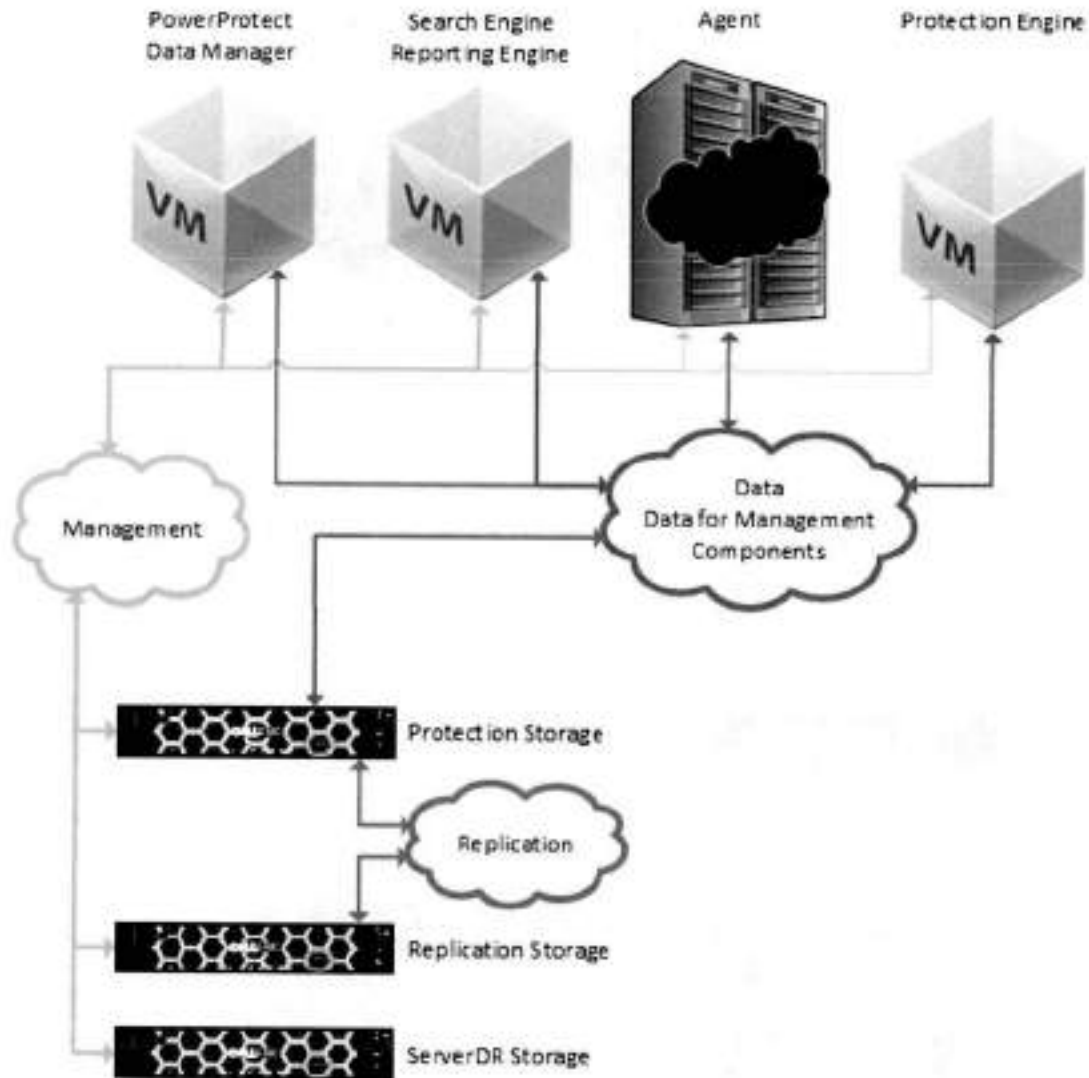 PowerProtect
Data Manager
Search Engine
Reporting Engine
Agent
Protection Engine
VM
VM
VM
Data
Data for Management
Components
Management
Protection Storage
Replication
Replication Storage
ServerDR Storage